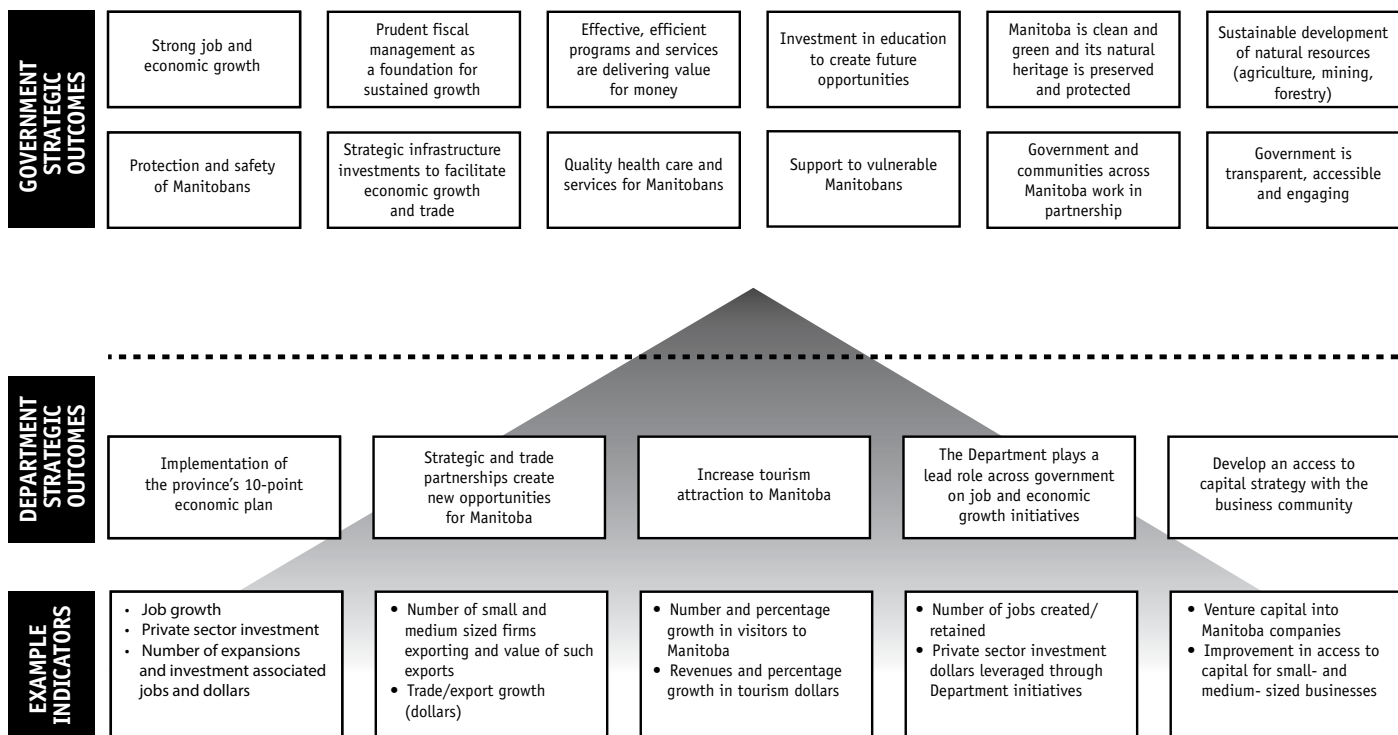 GOVERNMENT
STRATEGIC
OUTCOMES
Strong job and
economic growth
Prudent fiscal
management as
a foundation for
sustained growth
Effective, efficient
programs and services
are delivering value
for money
Investment in education
to create future
opportunities
Manitoba is clean and
green and its natural
heritage is preserved
and protected
Sustainable development
of natural resources
(agriculture, mining,
forestry)
Protection and safety
of Manitobans
Strategic infrastructure
investments to facilitate
economic growth
and trade
Quality health care and
services for Manitobans
Support to vulnerable
Manitobans
Government and
communities across
Manitoba work in
partnership
Government is
transparent, accessible
and engaging
DEPARTMENT
STRATEGIC
OUTCOMES
Implementation of
the province's 10-point
economic plan
Strategic and trade
partnerships create
new opportunities
for Manitoba
Increase tourism
attraction to Manitoba
The Department plays a
lead role across government
on job and economic
growth initiatives
Develop an access to
capital strategy with the
business community
EXAMPLE
INDICATORS
• Job growth
• Private sector investment
• Number of expansions
and investment associated
jobs and dollars
• Number of small and
medium sized firms
exporting and value of such
exports
• Trade/export growth
(dollars)
• Number and percentage
growth in visitors to
Manitoba
• Revenues and percentage
growth in tourism dollars
• Number of jobs created/
retained
• Private sector investment
dollars leveraged through
Department initiatives
• Venture capital into
Manitoba companies
• Improvement in access to
capital for small- and
medium- sized businesses